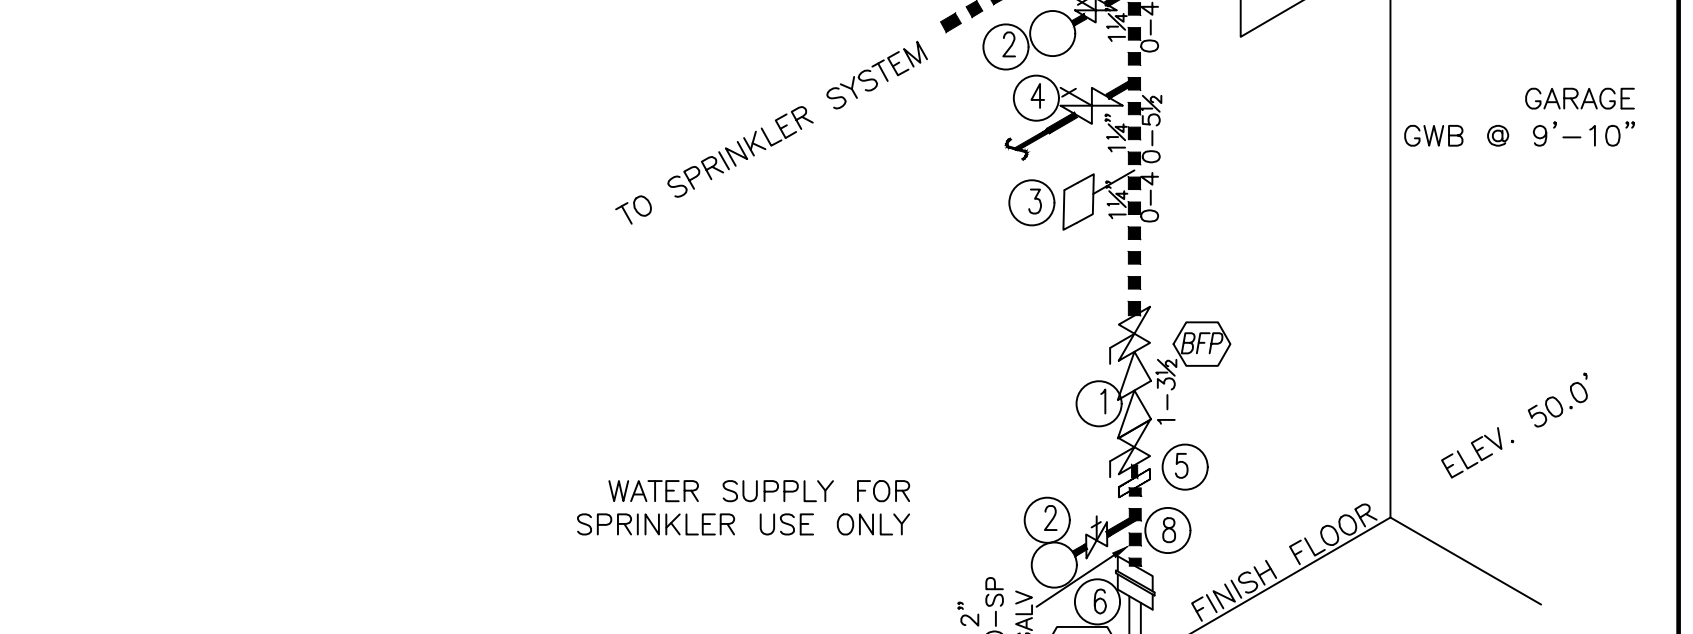 2
1¼"
0-4
TO SPRINKLER SYSTEM
4
1¼"
0-5½
GARAGE
GWB @ 9'-10"
3
1¼"
0-4
BFP
1
1-3½
ELEV. 50.0'
5
WATER SUPPLY FOR
SPRINKLER USE ONLY
2
8
FINISH FLOOR
6
2"
-SP